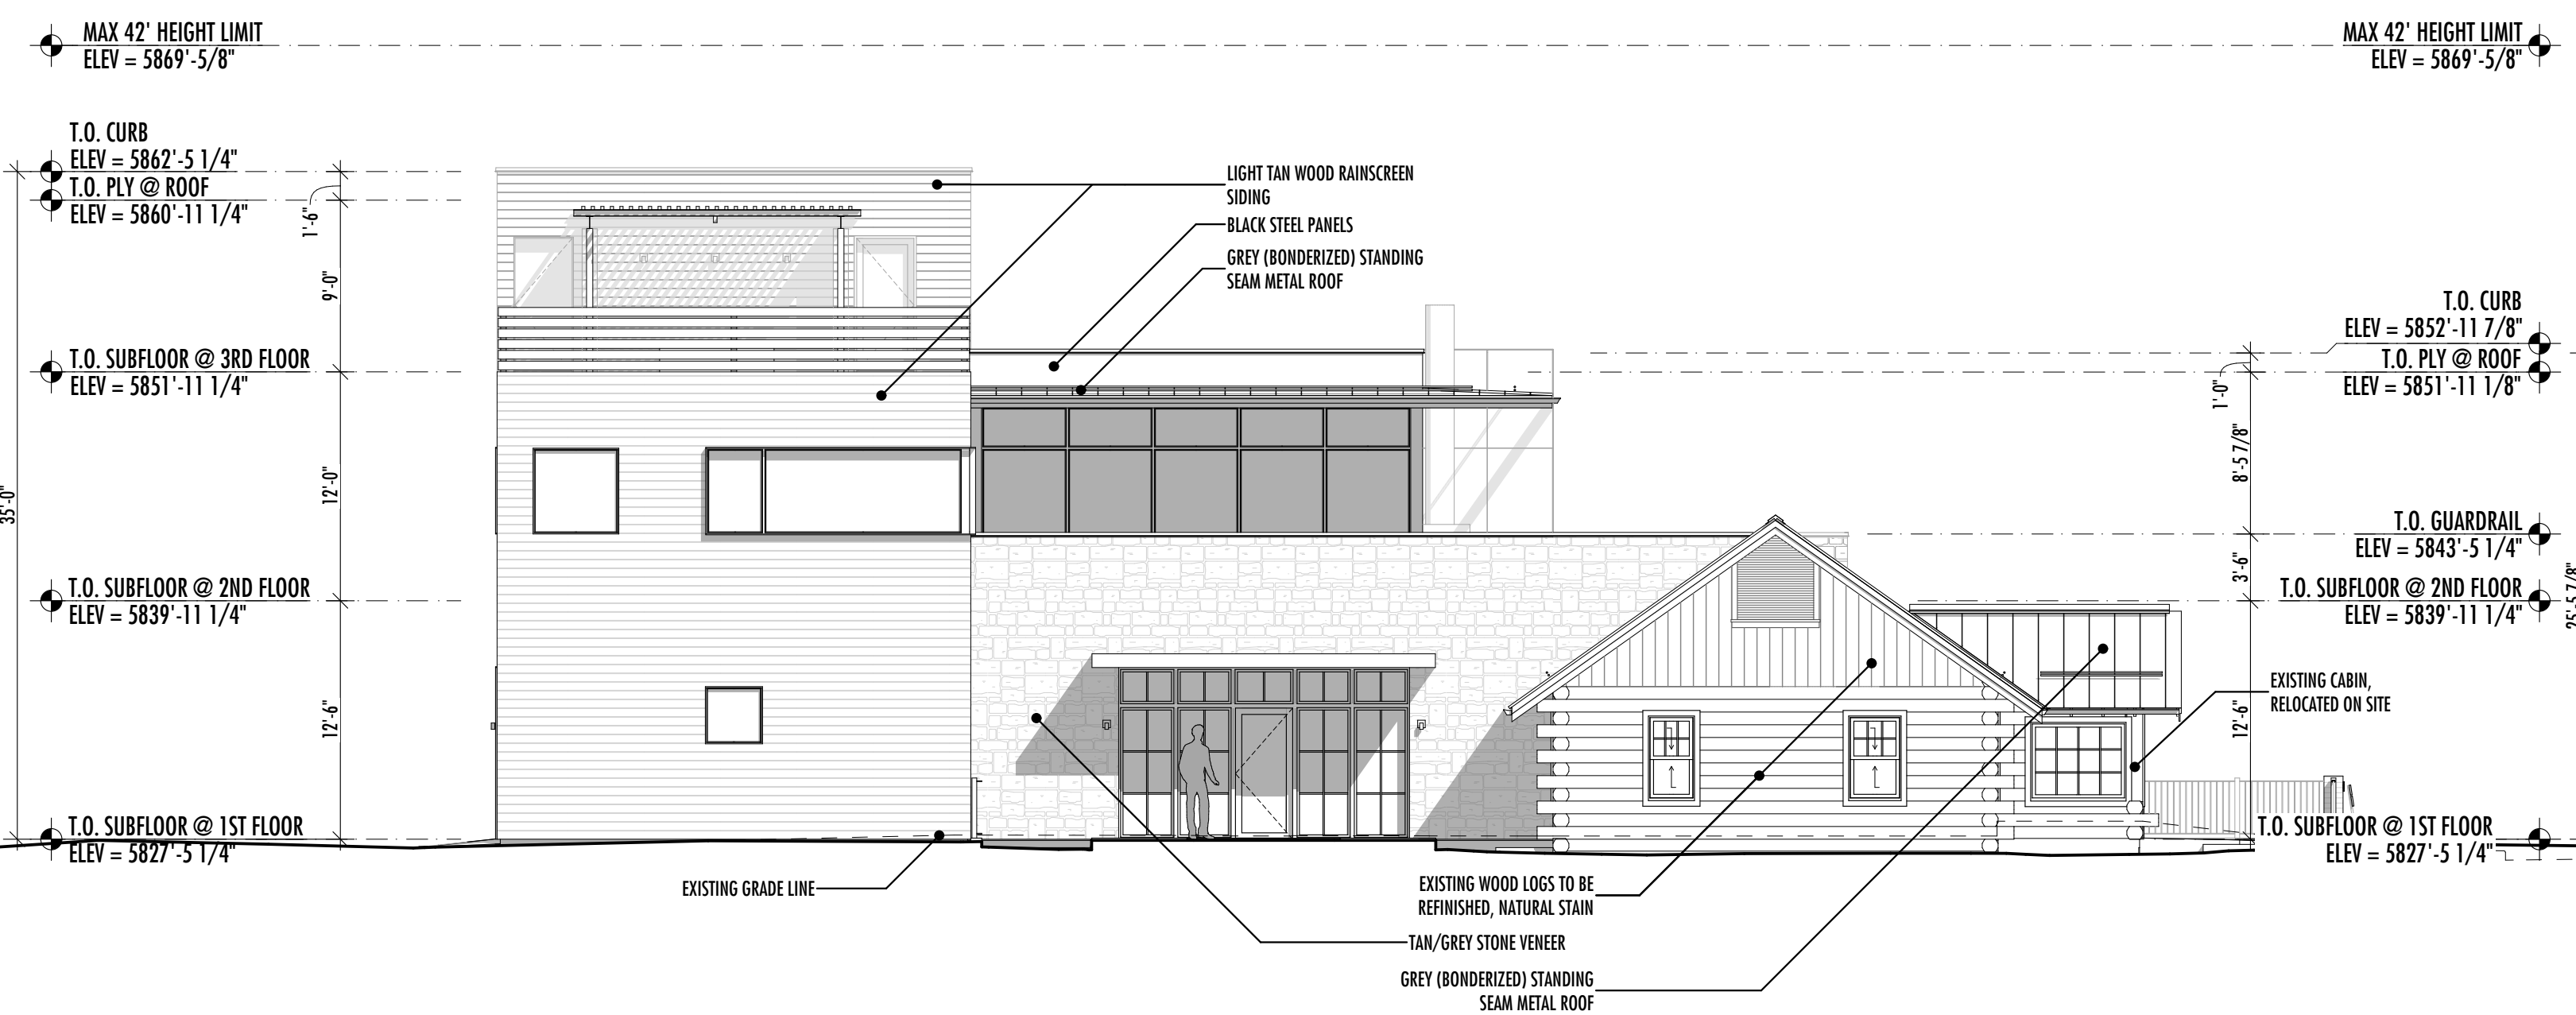 MAX 42' HEIGHT LIMIT
ELEV = 5869'-5/8"
MAX 42' HEIGHT LIMIT
ELEV = 5869'-5/8"
T.O. CURB
ELEV = 5862'-5 1/4"
T.O. PLY @ ROOF
ELEV = 5860'-11 1/4"
1'-6"
9'-0"
T.O. SUBFLOOR @ 3RD FLOOR
ELEV = 5851'-11 1/4"
12'-0"
35'-0"
T.O. SUBFLOOR @ 2ND FLOOR
ELEV = 5839'-11 1/4"
12'-6"
T.O. SUBFLOOR @ 1ST FLOOR
ELEV = 5827'-5 1/4"
LIGHT TAN WOOD RAINSCREEN
SIDING
BLACK STEEL PANELS
GREY (BONDERIZED) STANDING
SEAM METAL ROOF
T.O. CURB
ELEV = 5852'-11 7/8"
T.O. PLY @ ROOF
ELEV = 5851'-11 1/8"
1'-0"
8'-5 7/8"
T.O. GUARDRAIL
ELEV = 5843'-5 1/4"
3'-6"
T.O. SUBFLOOR @ 2ND FLOOR
ELEV = 5839'-11 1/4"
25'-5 7/8"
EXISTING CABIN,
RELOCATED ON SITE
12'-6"
T.O. SUBFLOOR @ 1ST FLOOR
ELEV = 5827'-5 1/4"
EXISTING GRADE LINE
EXISTING WOOD LOGS TO BE
REFINISHED, NATURAL STAIN
TAN/GREY STONE VENEER
GREY (BONDERIZED) STANDING
SEAM METAL ROOF